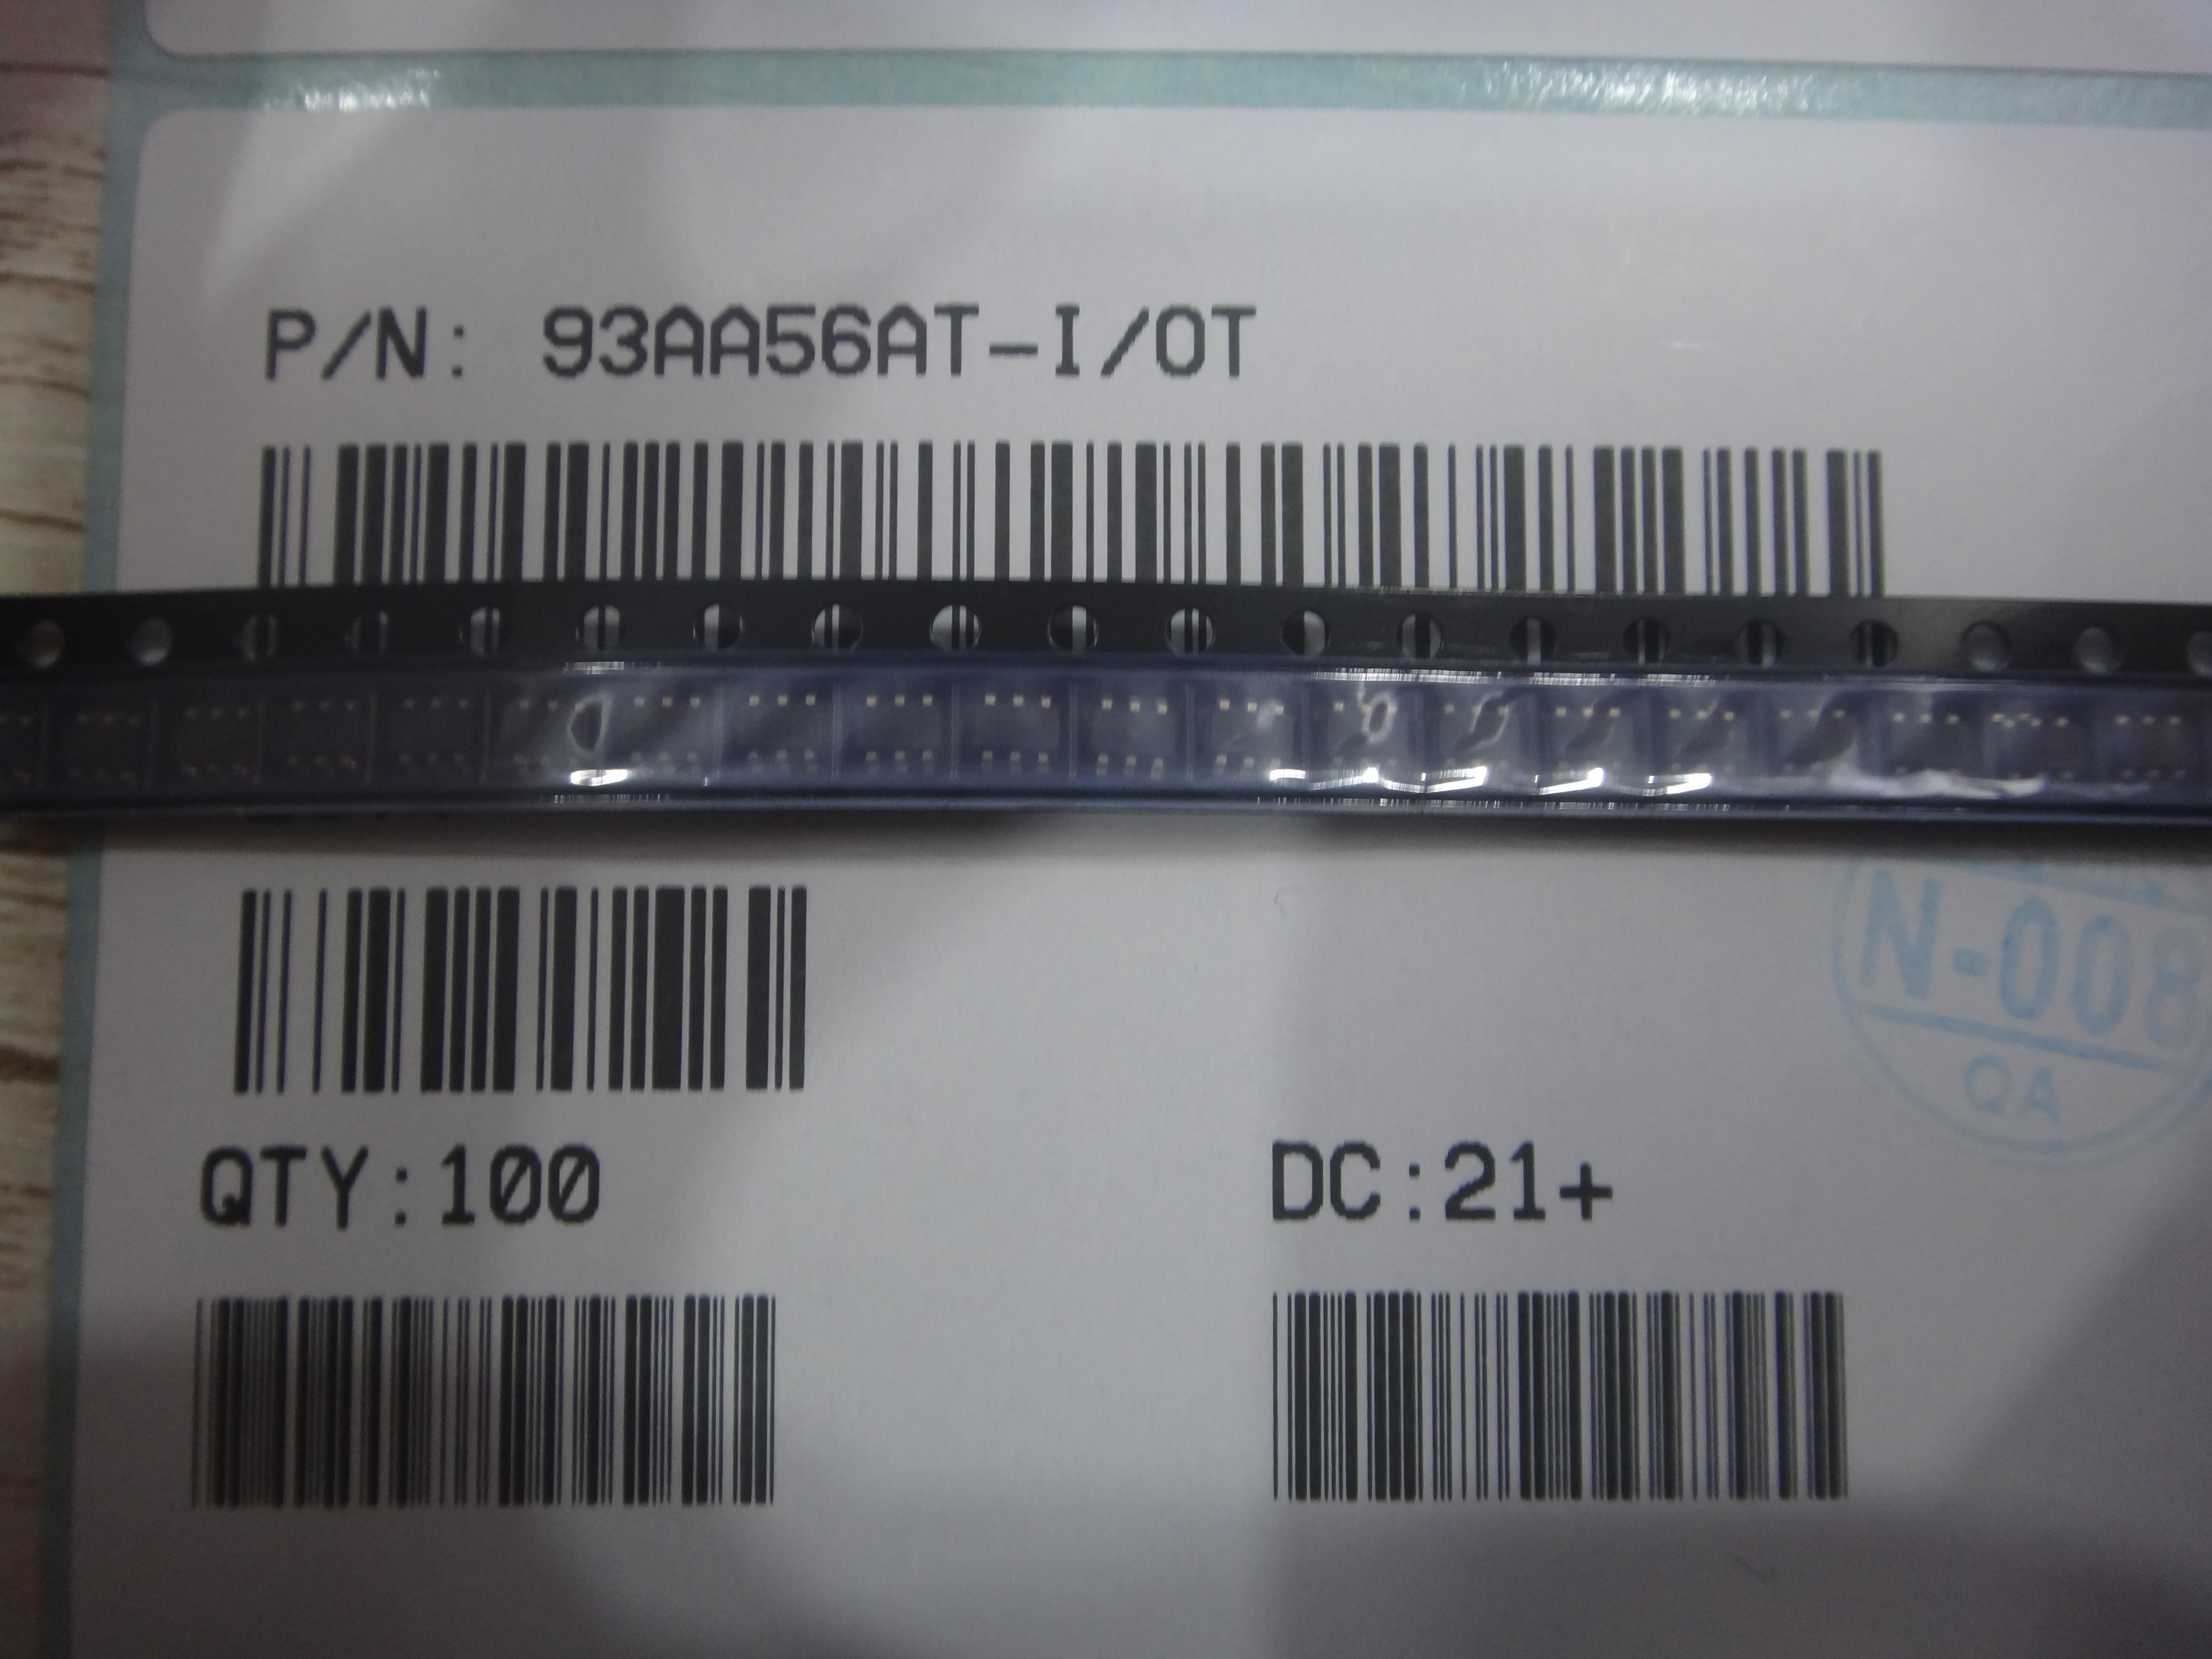 P/N: 93AA56AT-I/OT
N-008
QA
QTY:100
DC:21+